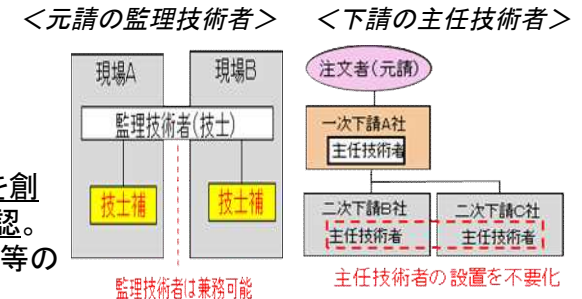 ＜元請の監理技術者＞
＜下請の主任技術者＞
現場A
現場B
監理技術者(技士)
技士補
技士補
監理技術者は兼務可能
注文者(元請)
一次下請A社
主任技術者
二次下請B社
主任技術者
二次下請C社
主任技術者
主任技術者の設置を不要化
を創
認。
等の